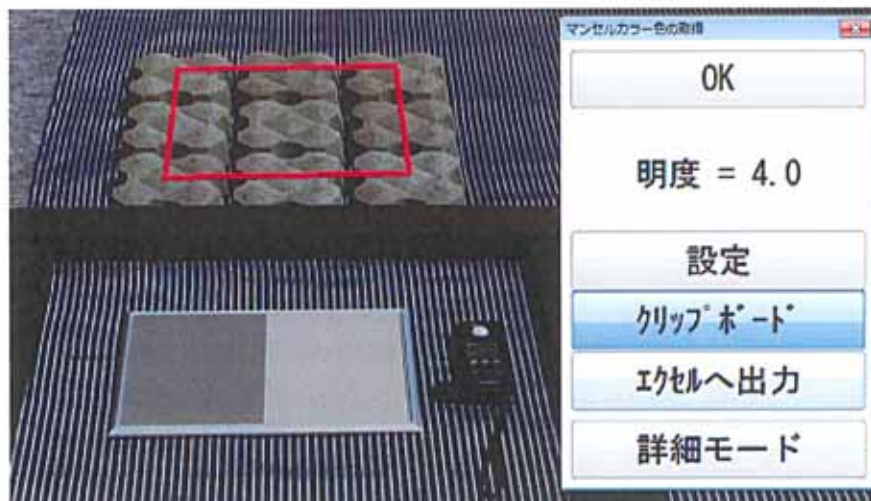 マンセルカラー色の取得
OK
明度 = 4.0
設定
クリップボード
エクセルへ出力
詳細モード